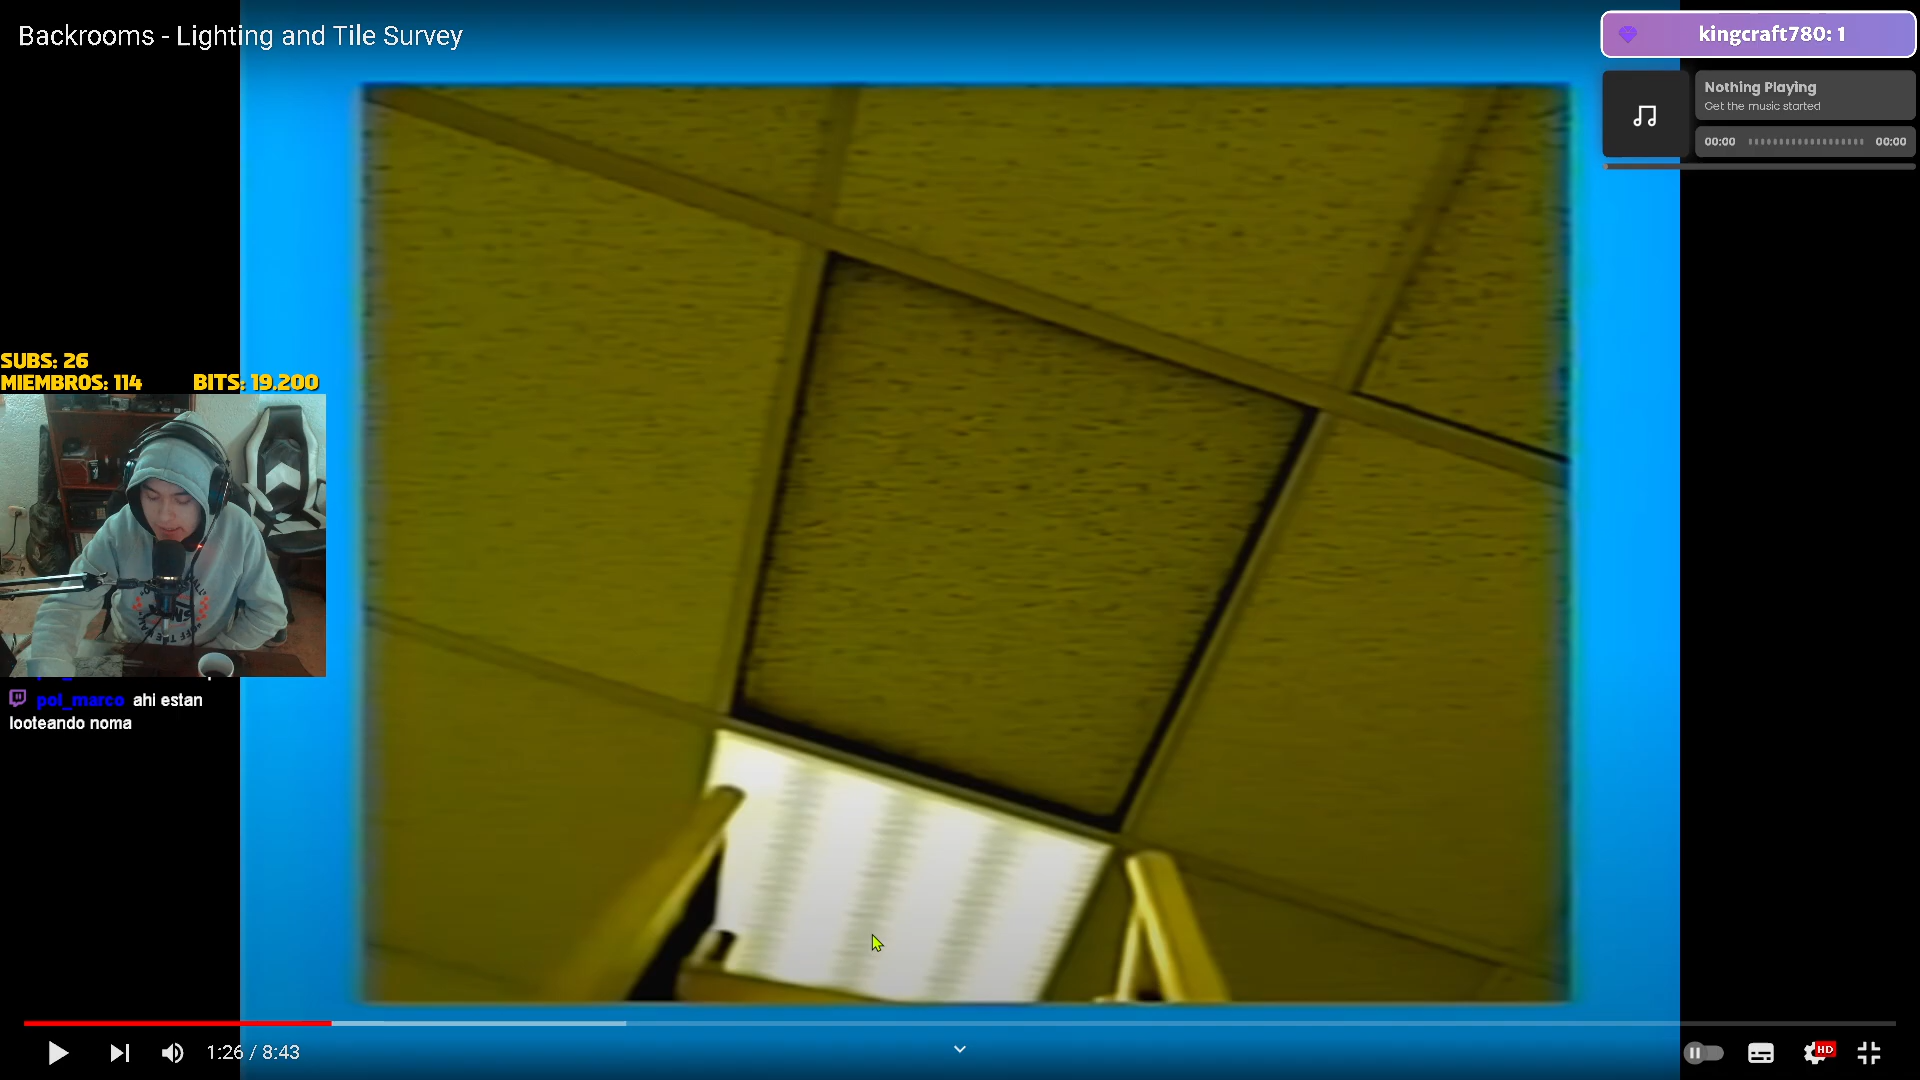 Backrooms - Lighting and Tile Survey
kingcraft780: 1
Nothing Playing
Get the music started
00:00
00:00
SUBS: 26
MIEMBROS: 114
BITS: 19.200
pol_marco ahi estan
looteando noma
1:26 / 8:43
HD